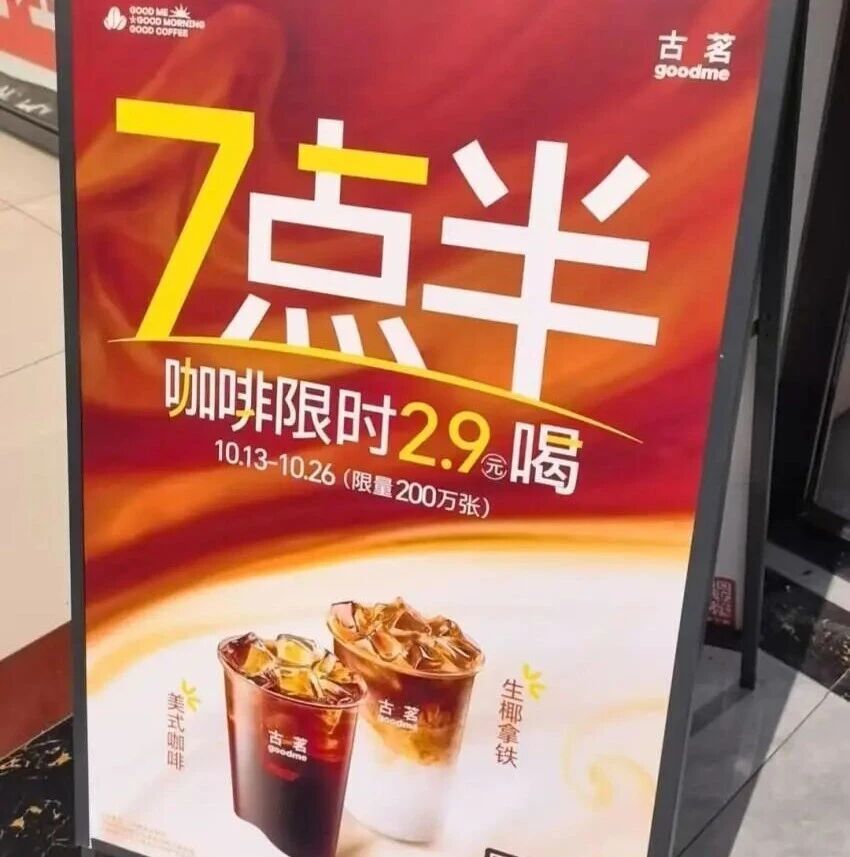 GOOD ME
☆GOOD MORNING
GOOD COFFEE
古茗
goodme
7点半
咖啡限时2.9元喝
10.13-10.26（限量200万张）
美式咖啡
生椰拿铁
古茗
goodme
古茗
goodme